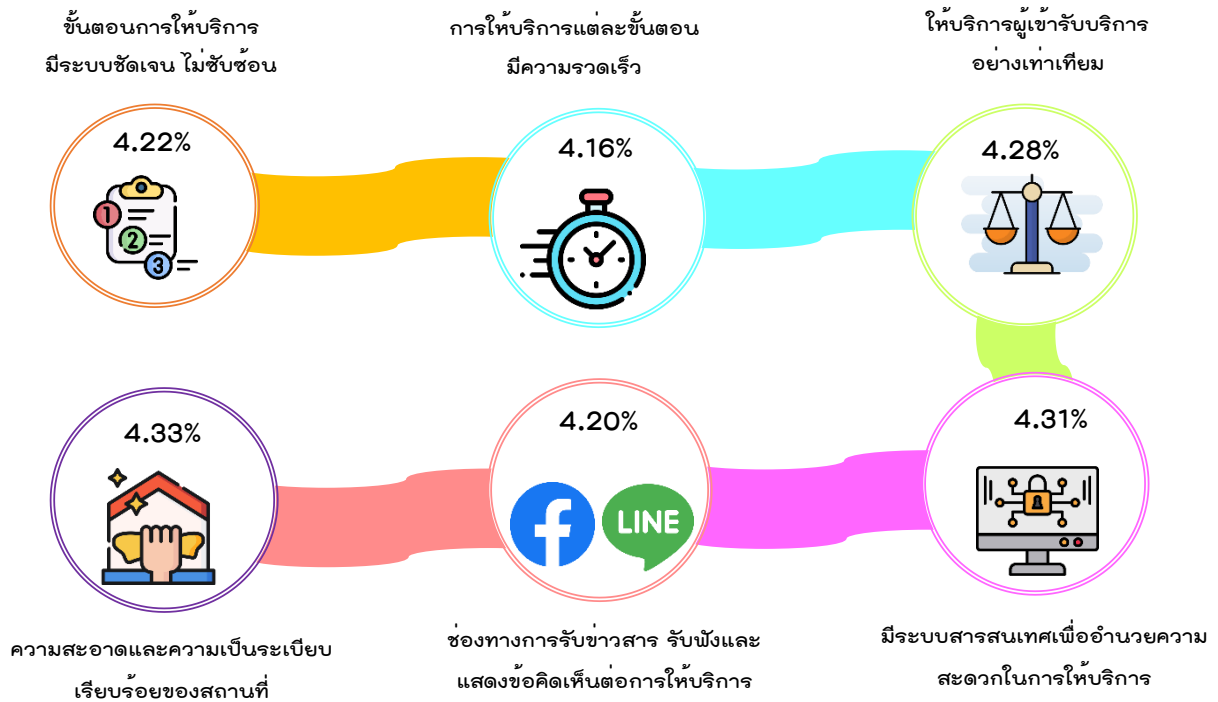 ขั้นตอนการให้บริการ
มีระบบชัดเจน ไม่ซับซ้อน
4.22%
1
2
3
การให้บริการแต่ละขั้นตอน
มีความรวดเร็ว
4.16%
ให้บริการผู้เข้ารับบริการ
อย่างเท่าเทียม
4.28%
4.33%
ความสะอาดและความเป็นระเบียบ
เรียบร้อยของสถานที่
4.20%
LINE
ช่องทางการรับข่าวสาร รับฟังและ
แสดงข้อคิดเห็นต่อการให้บริการ
4.31%
มีระบบสารสนเทศเพื่ออำนวยความ
สะดวกในการให้บริการ